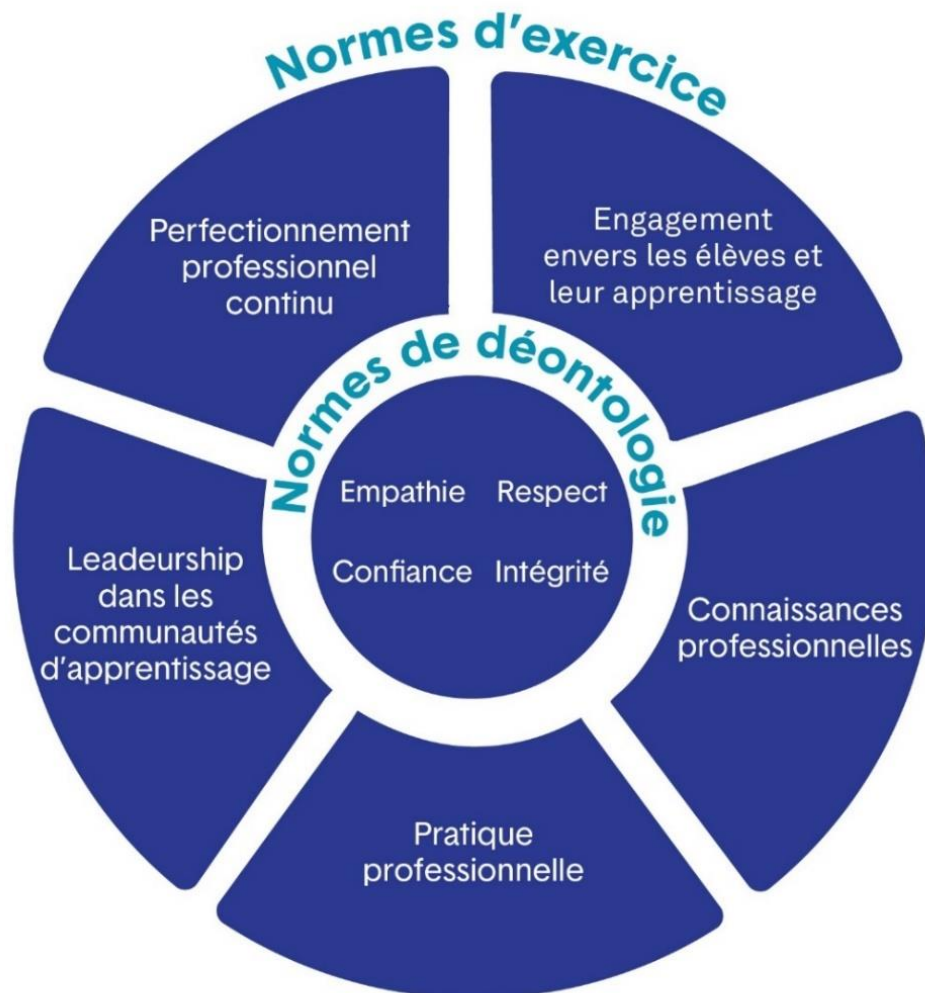 Normes d'exercice
Perfectionnement
professionnel
continu
Engagement
envers les élèves et
leur apprentissage
Normes de déontologie
Empathie Respect
Confiance Intégrité
Leadeurship
dans les
communautés
d'apprentissage
Connaissances
professionnelles
Pratique
professionnelle